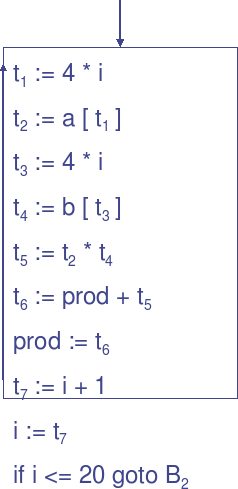 t₁ := 4 * i
t₂ := a [ t₁ ]
t₃ := 4 * i
t₄ := b [ t₃ ]
t₅ := t₂ * t₄
t₆ := prod + t₅
prod := t₆
t₇ := i + 1
i := t₇
if i <= 20 goto B₂